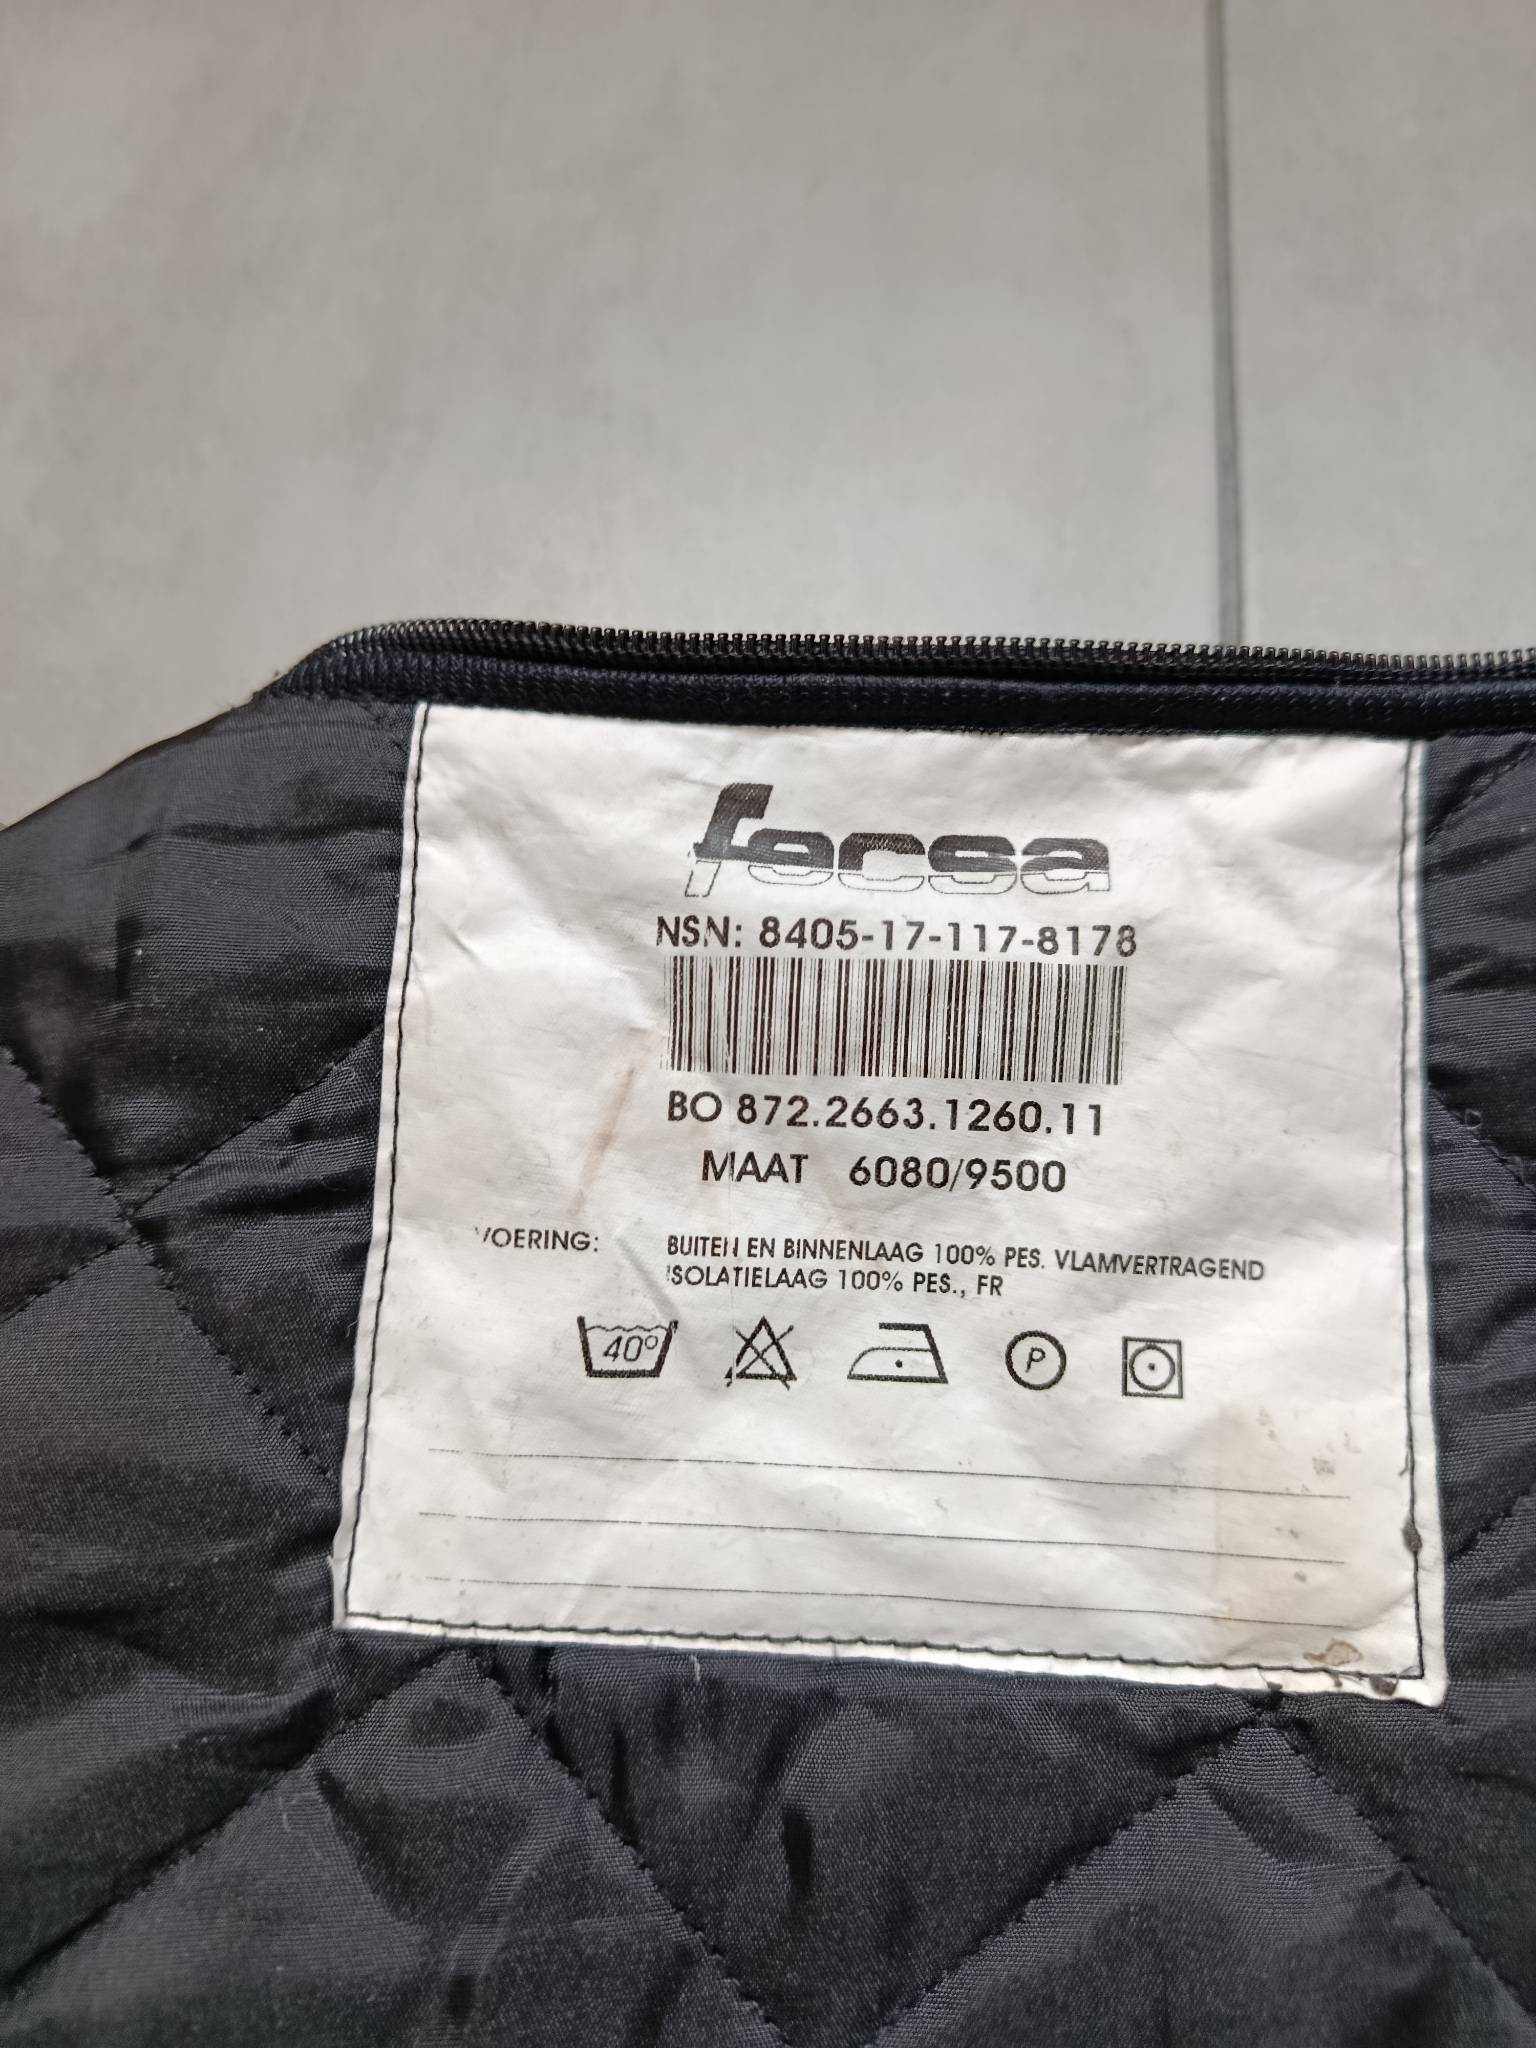 fecsa
NSN: 8405-17-117-8178
BO 872.2663.1260.11
MAAT 6080/9500
VOERING: BUITEN EN BINNENLAAG 100% PES. VLAMVERTRAGEND
ISOLATIELAAG 100% PES., FR
40° P